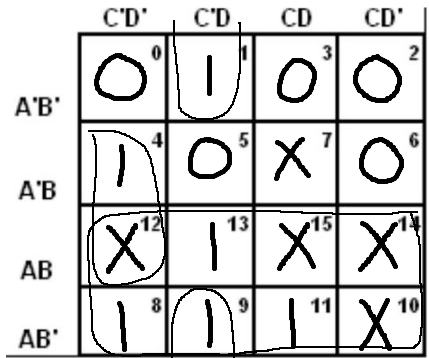 C'D' C'D CD CD'
A'B' O 0 1 1 O 3 O 2
A'B 1 4 O 5 X 7 O 6
AB X 12 1 13 X 15 X 14
AB' 1 8 1 9 1 11 X 10